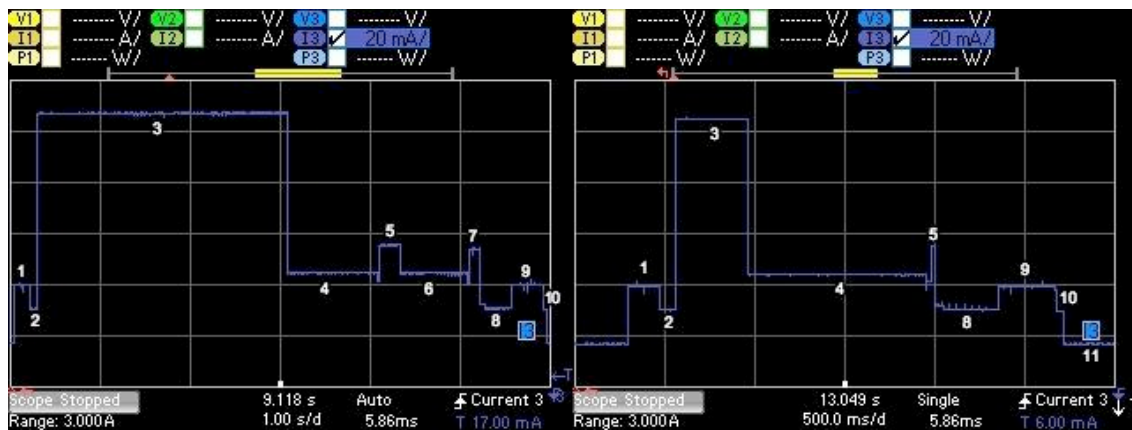 V1 ------ V/ V2 ------ V/ V3 ------ V/
I1 ------ A/ I2 ------ A/ I3 20 mA/
P1 ------ W/ P3 ------ W/
1 2 3 4 5 6 7 8 9 10
I3
T
Scope Stopped 9.118 s Auto Current 3
Range: 3.000A 1.00 s/d 5.86ms T 17.00 mA
V1 ------ V/ V2 ------ V/ V3 ------ V/
I1 ------ A/ I2 ------ A/ I3 20 mA/
P1 ------ W/ P3 ------ W/
1 2 3 4 5 8 9 10 11
I3
Scope Stopped 13.049 s Single Current 3
Range: 3.000A 500.0 ms/d 5.86ms T 6.00 mA